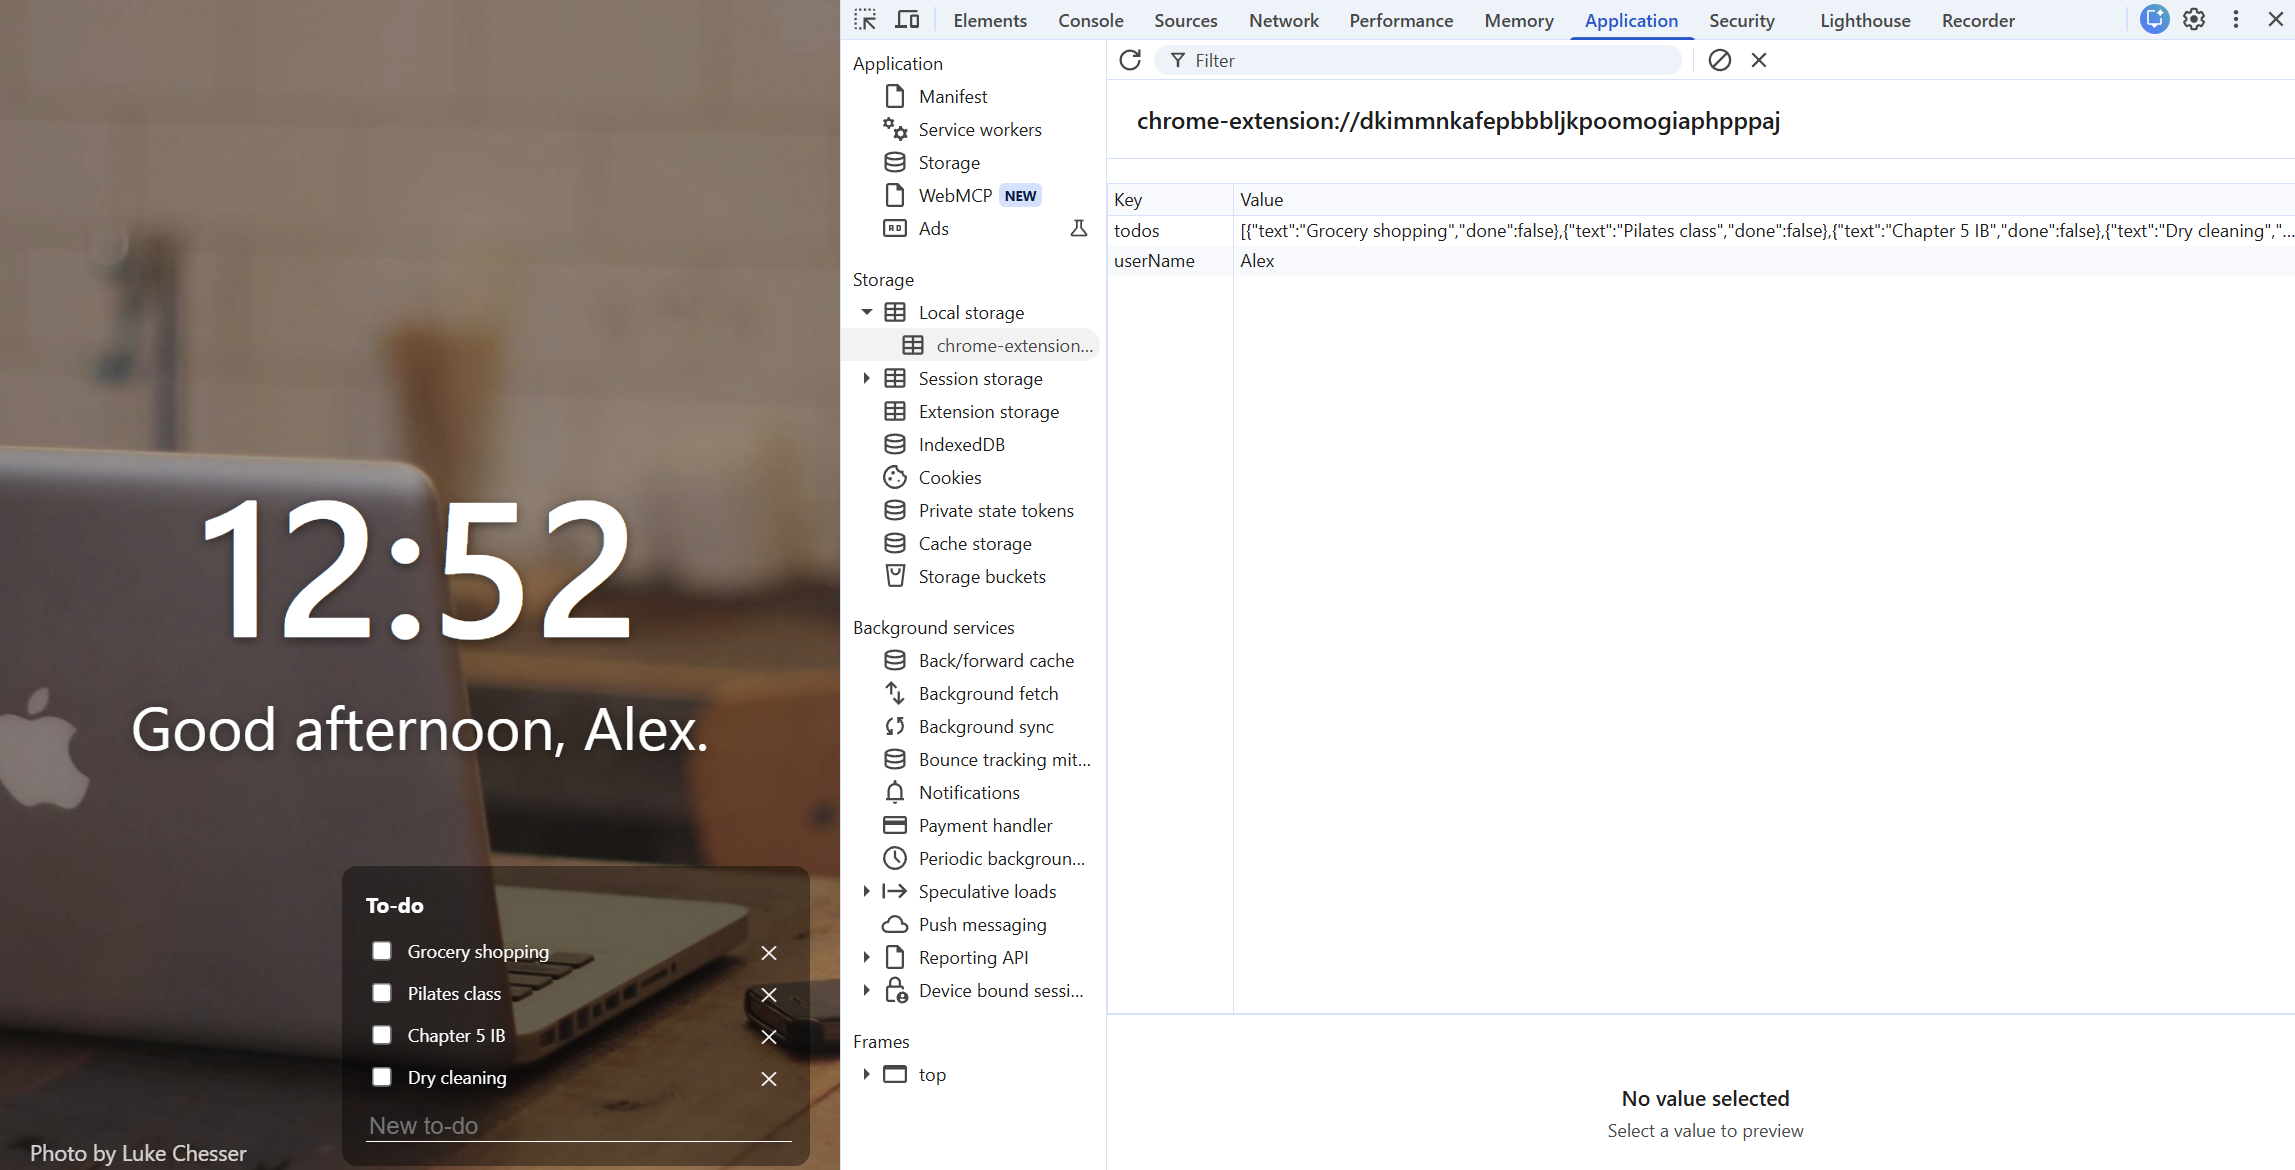 12:52
Good afternoon, Alex.
To-do
Grocery shopping
Pilates class
Chapter 5 IB
Dry cleaning
New to-do
Photo by Luke Chesser
Elements Console Sources Network Performance Memory Application Security Lighthouse Recorder
Application
Manifest
Service workers
Storage
WebMCP NEW
Ads
Storage
Local storage
chrome-extension...
Session storage
Extension storage
IndexedDB
Cookies
Private state tokens
Cache storage
Storage buckets
Background services
Back/forward cache
Background fetch
Background sync
Bounce tracking mit...
Notifications
Payment handler
Periodic backgroun...
Speculative loads
Push messaging
Reporting API
Device bound sessi...
Frames
top
Filter
chrome-extension://dkimmnkafepbbbljkpoomogiaphpppaj
Key Value
todos [{"text":"Grocery shopping","done":false},{"text":"Pilates class","done":false},{"text":"Chapter 5 IB","done":false},{"text":"Dry cleaning","...
userName Alex
No value selected
Select a value to preview